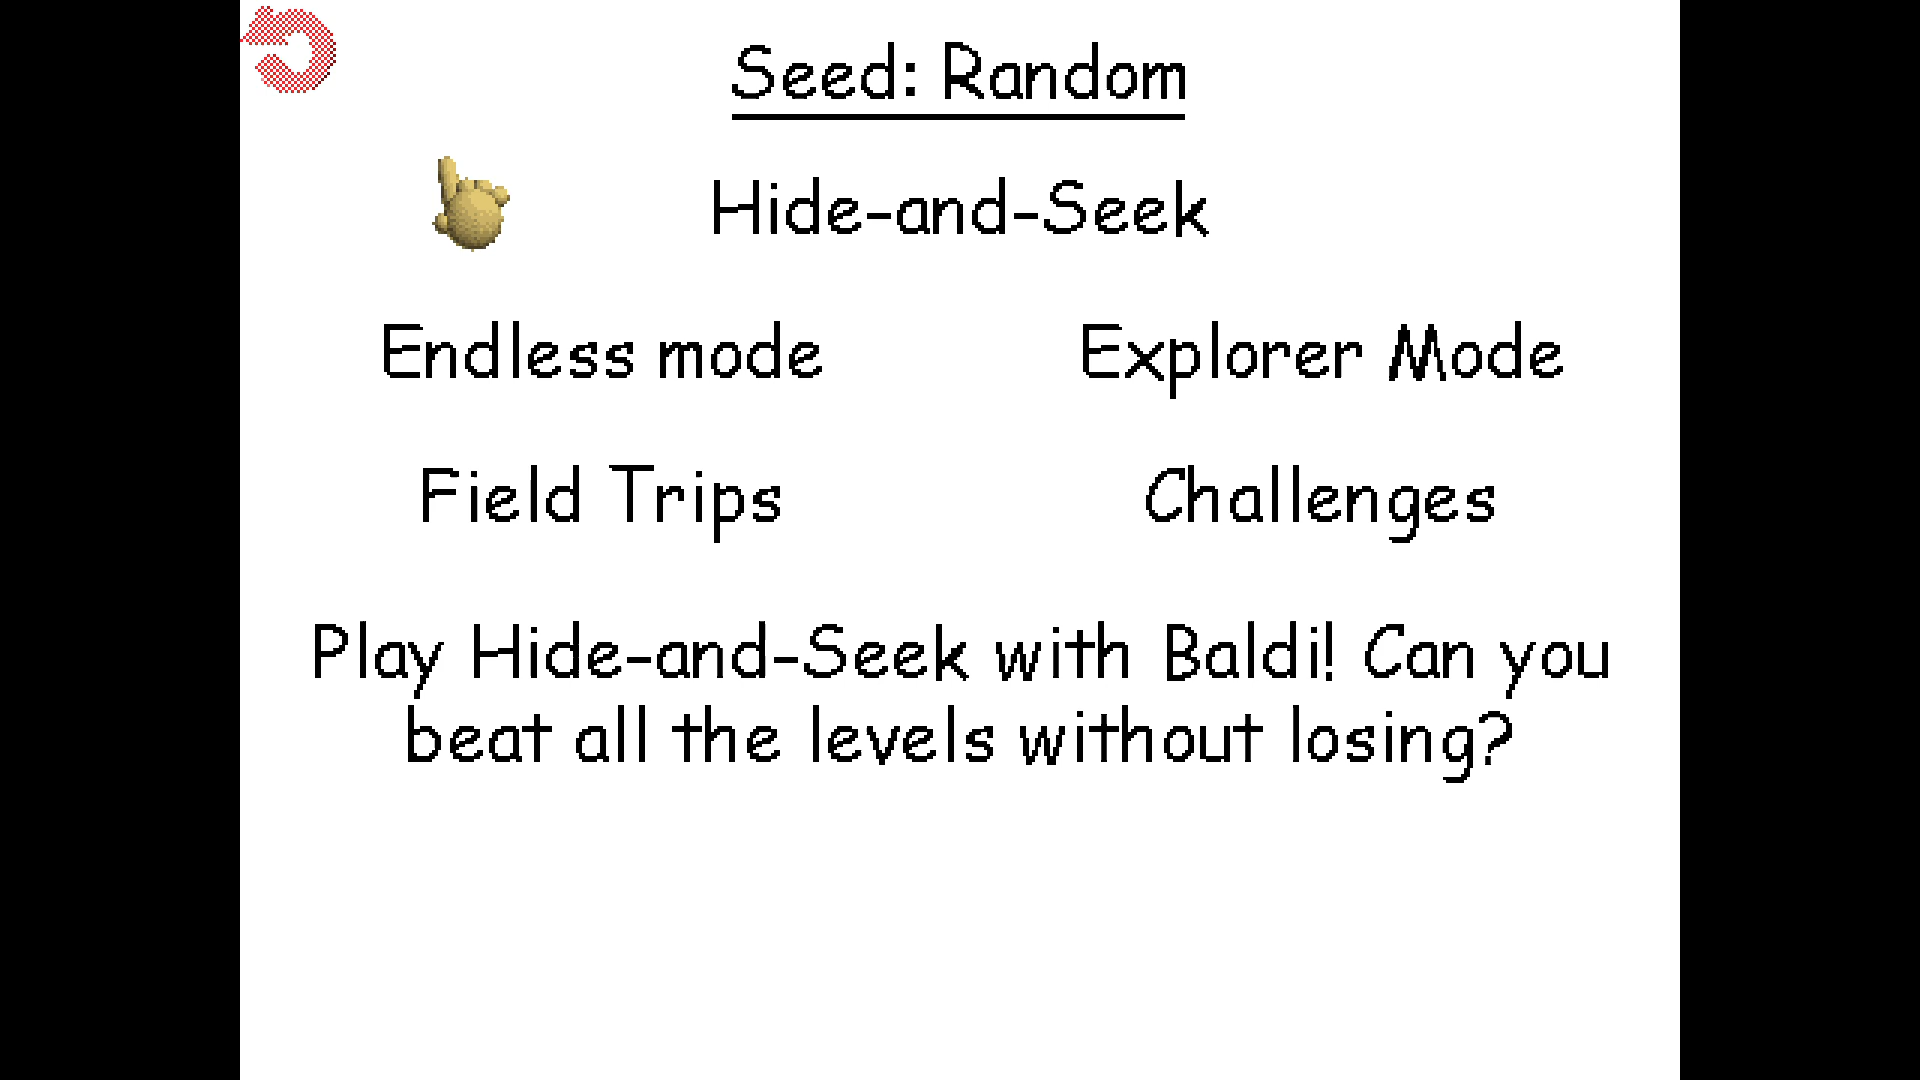 Seed: Random
Hide-and-Seek
Endless mode
Explorer Mode
Field Trips
Challenges
Play Hide-and-Seek with Baldi! Can you
beat all the levels without losing?